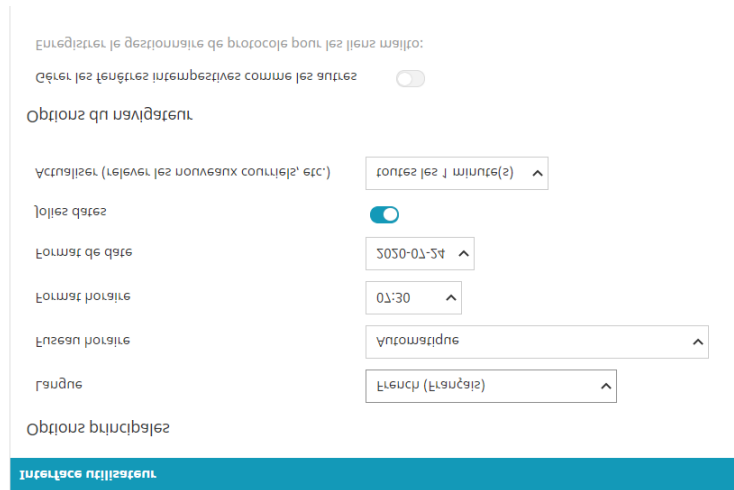 Interface utilisateur
Options principales
Langue French (Français)
Fuseau horaire Automatique
Format horaire 07:30
Format de date 2020-07-24
Jolies dates
Actualiser (relever les nouveaux courriels, etc.) toutes les 1 minute(s)
Options du navigateur
Gérer les fenêtres intempestives comme les autres
Enregistrer le gestionnaire de protocole pour les liens mailto: